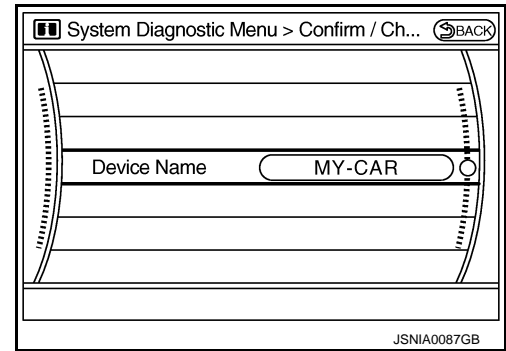 System Diagnostic Menu > Confirm / Ch... BACK
Device Name MY-CAR
JSNIA0087GB